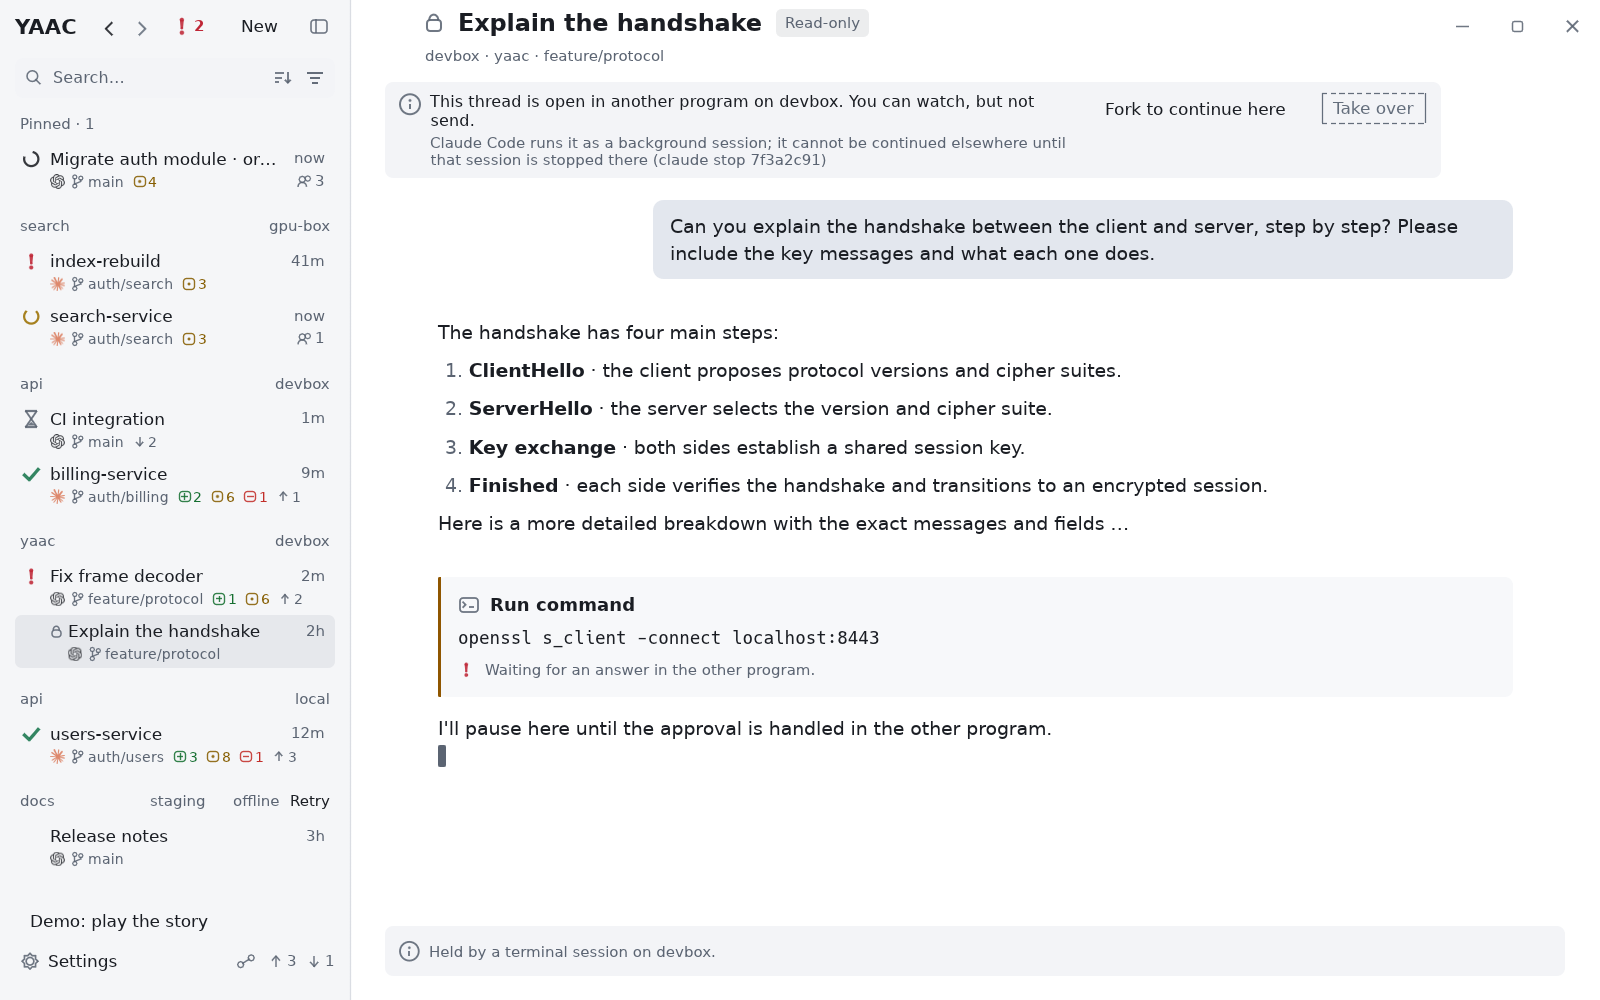 YAAC
2
New
Search...
Pinned · 1
Migrate auth module · or... now
main 4 3
search gpu-box
index-rebuild 41m
auth/search 3
search-service now
auth/search 3 1
api devbox
CI integration 1m
main ↓2
billing-service 9m
auth/billing 2 6 1 ↑1
yaac devbox
Fix frame decoder 2m
feature/protocol 1 6 ↑2
Explain the handshake 2h
feature/protocol
api local
users-service 12m
auth/users 3 8 1 ↑3
docs staging offline Retry
Release notes 3h
main
Demo: play the story
Settings ↑3 ↓1
Explain the handshake Read-only
devbox · yaac · feature/protocol
This thread is open in another program on devbox. You can watch, but not
send.
Claude Code runs it as a background session; it cannot be continued elsewhere until
that session is stopped there (claude stop 7f3a2c91)
Fork to continue here Take over
Can you explain the handshake between the client and server, step by step? Please
include the key messages and what each one does.
The handshake has four main steps:
1. ClientHello · the client proposes protocol versions and cipher suites.
2. ServerHello · the server selects the version and cipher suite.
3. Key exchange · both sides establish a shared session key.
4. Finished · each side verifies the handshake and transitions to an encrypted session.
Here is a more detailed breakdown with the exact messages and fields ...
Run command
openssl s_client -connect localhost:8443
Waiting for an answer in the other program.
I'll pause here until the approval is handled in the other program.
Held by a terminal session on devbox.